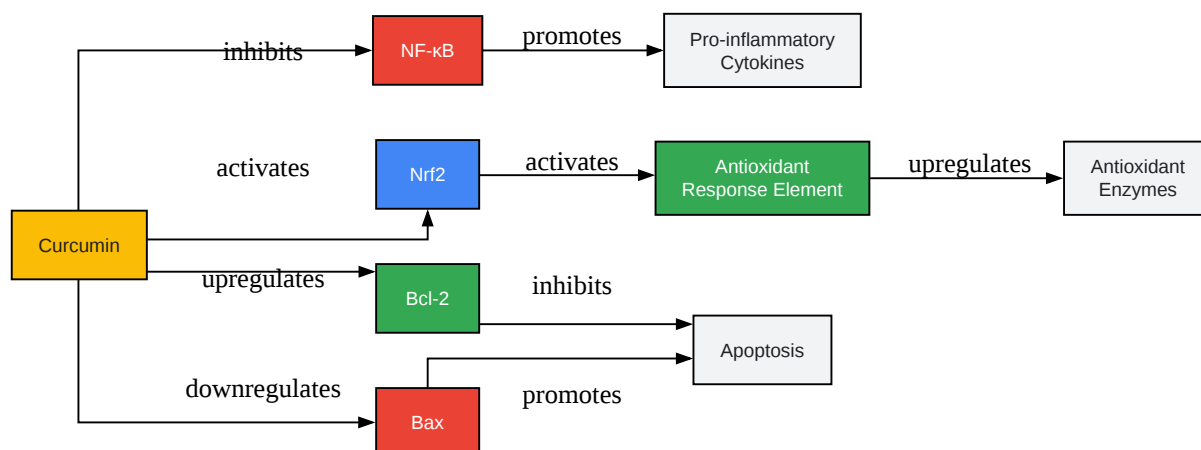 inhibits
NF-κB
promotes
Pro-inflammatory
Cytokines
activates
Nrf2
activates
Antioxidant
Response Element
upregulates
Antioxidant
Enzymes
Curcumin
upregulates
Bcl-2
inhibits
Apoptosis
downregulates
Bax
promotes